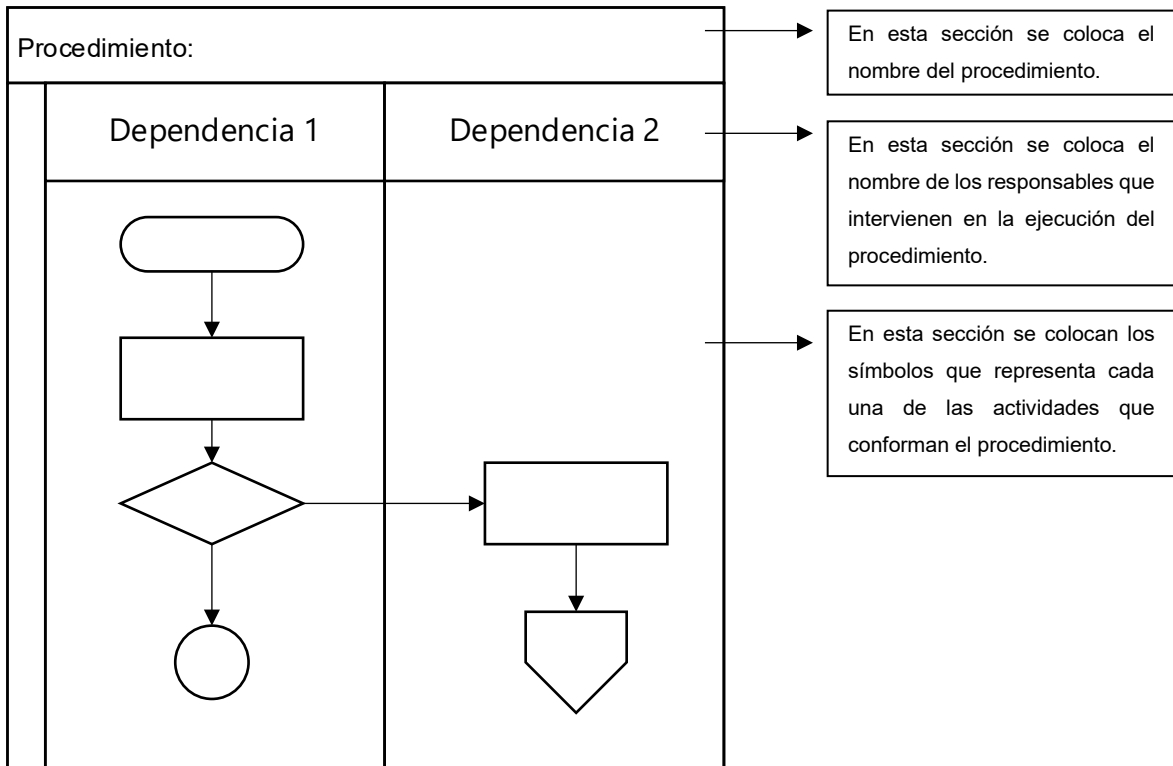 Procedimiento:
En esta sección se coloca el
nombre del procedimiento.
Dependencia 1
Dependencia 2
En esta sección se coloca el
nombre de los responsables que
intervienen en la ejecución del
procedimiento.
En esta sección se colocan los
símbolos que representa cada
una de las actividades que
conforman el procedimiento.